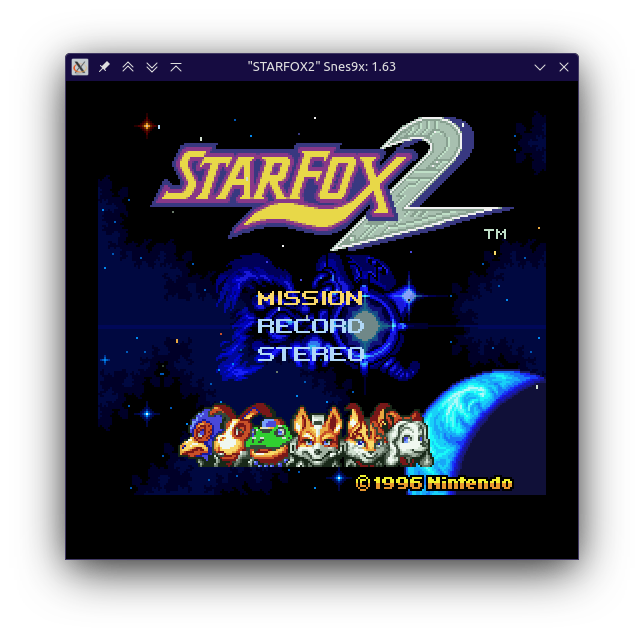 "STARFOX2" Snes9x: 1.63
STARFOX 2
TM
MISSION
RECORD
STEREO
©1996 Nintendo